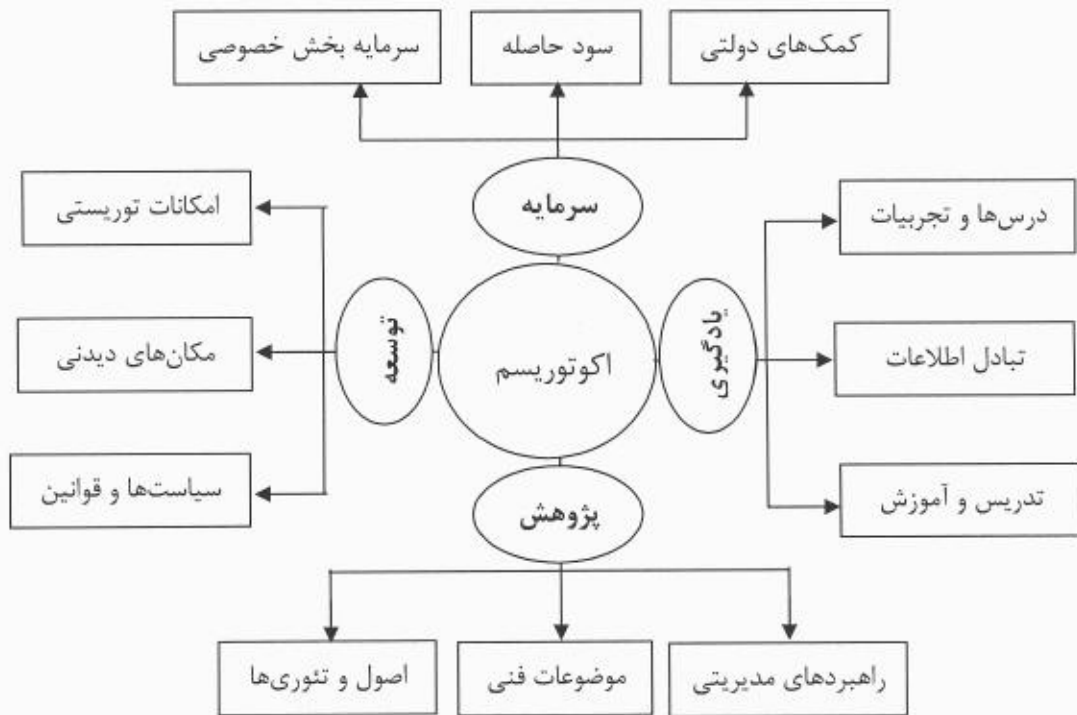 کمک‌های دولتی
سود حاصله
سرمایه بخش خصوصی
سرمایه
درس‌ها و تجربیات
تبادل اطلاعات
تدریس و آموزش
یادگیری
اکوتوریسم
توسعه
امکانات توریستی
مکان‌های دیدنی
سیاست‌ها و قوانین
پژوهش
راهبردهای مدیریتی
موضوعات فنی
اصول و تئوری‌ها